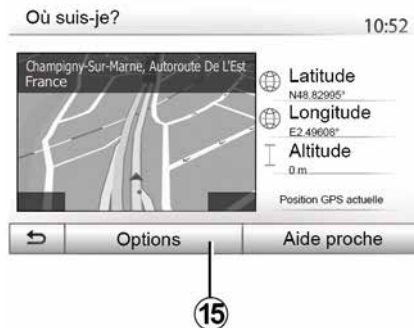 Où suis-je?
10:52
Champigny-Sur-Marne, Autoroute De L'Est
France
Latitude
N48.82995°
Longitude
E2.49608°
Altitude
0 m
Position GPS actuelle
Options
Aide proche
15